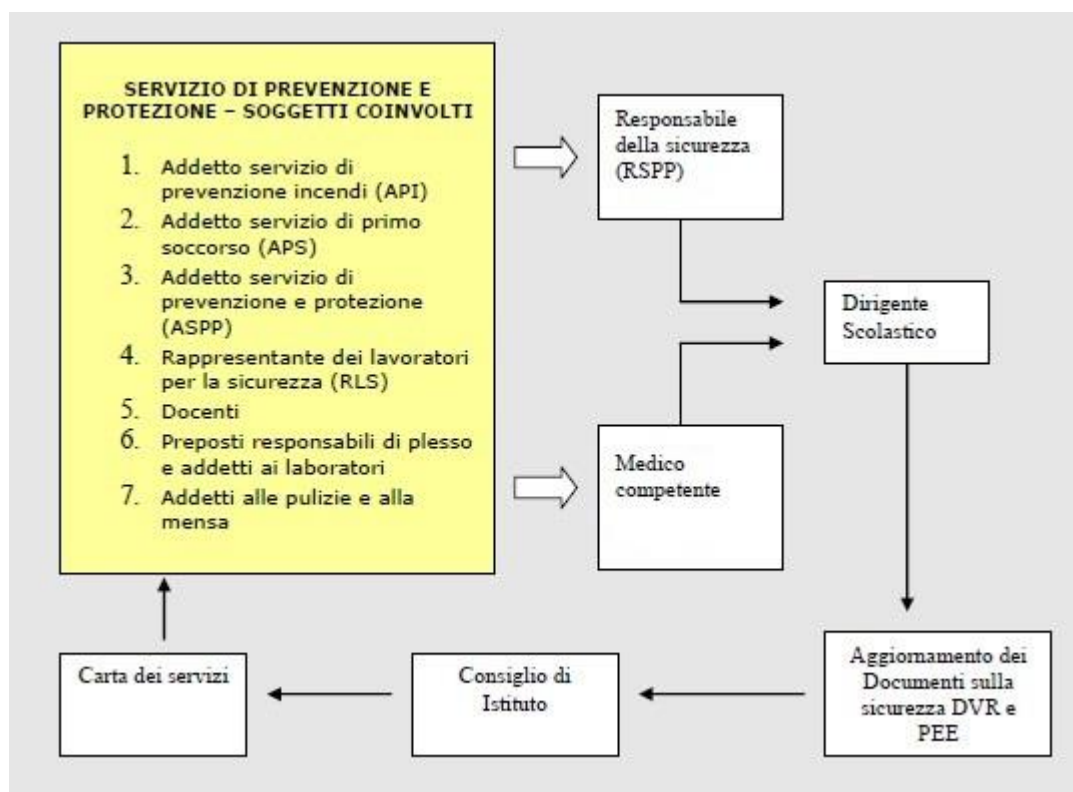 SERVIZIO DI PREVENZIONE E
PROTEZIONE – SOGGETTI COINVOLTI
1. Addetto servizio di
prevenzione incendi (API)
2. Addetto servizio di primo
soccorso (APS)
3. Addetto servizio di
prevenzione e protezione
(ASPP)
4. Rappresentante dei lavoratori
per la sicurezza (RLS)
5. Docenti
6. Preposti responsabili di plesso
e addetti ai laboratori
7. Addetti alle pulizie e alla
mensa
Responsabile
della sicurezza
(RSPP)
Dirigente
Scolastico
Medico
competente
Carta dei servizi
Consiglio di
Istituto
Aggiornamento dei
Documenti sulla
sicurezza DVR e
PEE